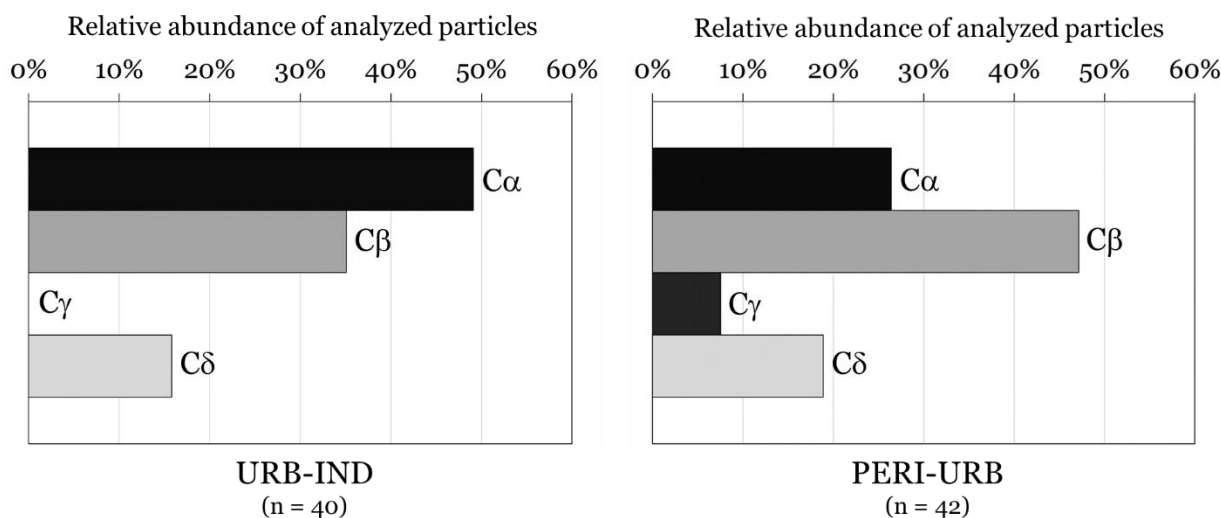 Relative abundance of analyzed particles
0% 10% 20% 30% 40% 50% 60%
Cα
Cβ
Cγ
Cδ
URB-IND
(n = 40)
Relative abundance of analyzed particles
0% 10% 20% 30% 40% 50% 60%
Cα
Cβ
Cγ
Cδ
PERI-URB
(n = 42)